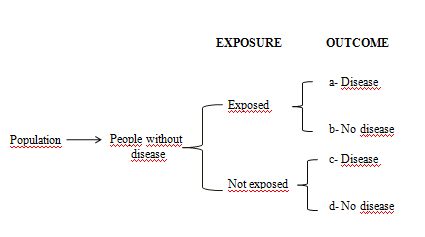 EXPOSURE OUTCOME
a- Disease
Exposed
b- No disease
Population People without
disease
c- Disease
Not exposed
d- No disease